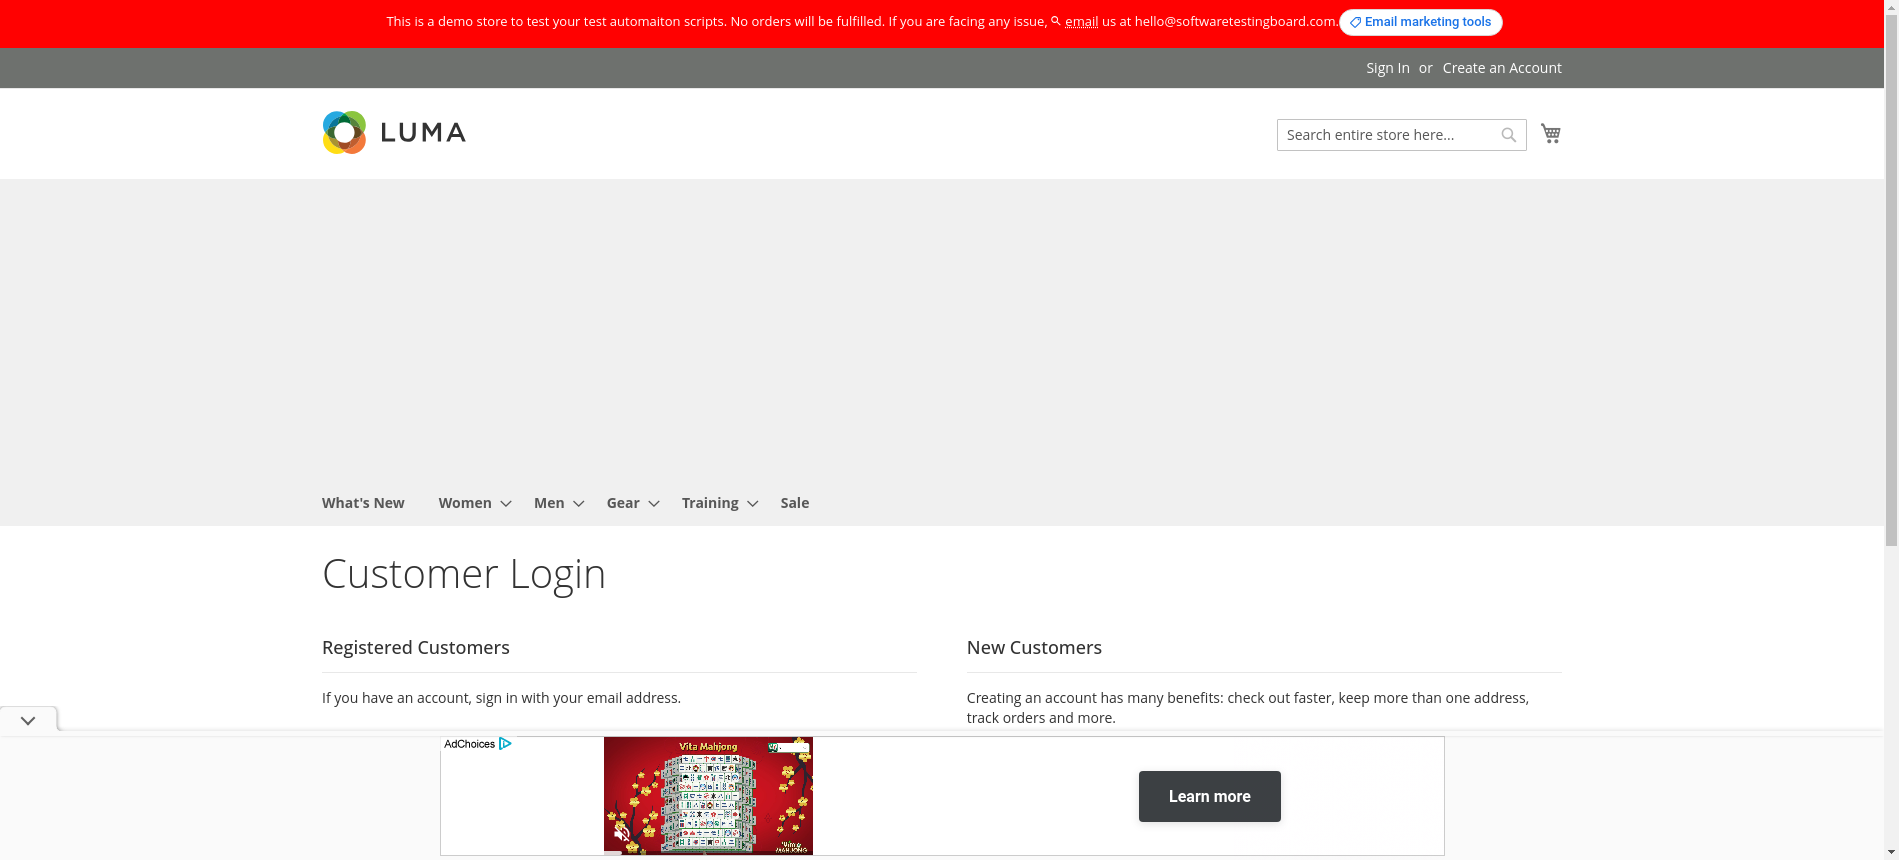 This is a demo store to test your test automaiton scripts. No orders will be fulfilled. If you are facing any issue, email us at hello@softwaretestingboard.com. Email marketing tools
Sign In or Create an Account
LUMA
Search entire store here...
What's New Women Men Gear Training Sale
Customer Login
Registered Customers
If you have an account, sign in with your email address.
New Customers
Creating an account has many benefits: check out faster, keep more than one address,
track orders and more.
AdChoices
Vita Mahjong
Vita
MAHJONG
Learn more